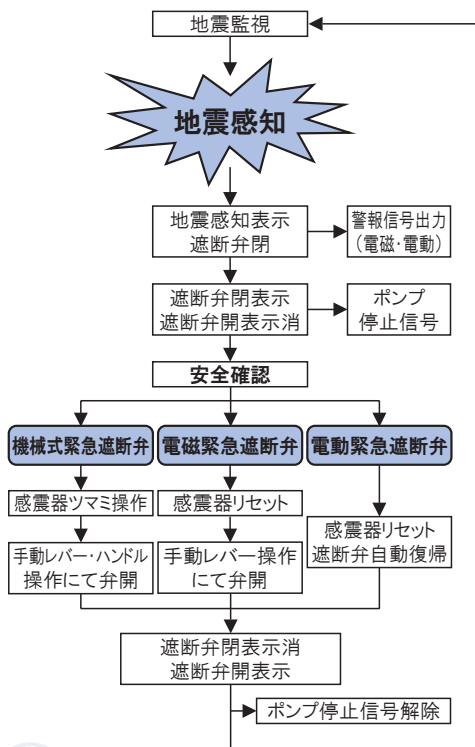 地震監視
地震感知
地震感知表示
遮断弁閉
警報信号出力
(電磁・電動)
遮断弁閉表示
遮断弁開表示消
ポンプ
停止信号
安全確認
機械式緊急遮断弁
電磁緊急遮断弁
電動緊急遮断弁
感震器ツマミ操作
感震器リセット
手動レバー・ハンドル
操作にて弁開
手動レバー操作
にて弁開
感震器リセット
遮断弁自動復帰
遮断弁閉表示消
遮断弁開表示
ポンプ停止信号解除